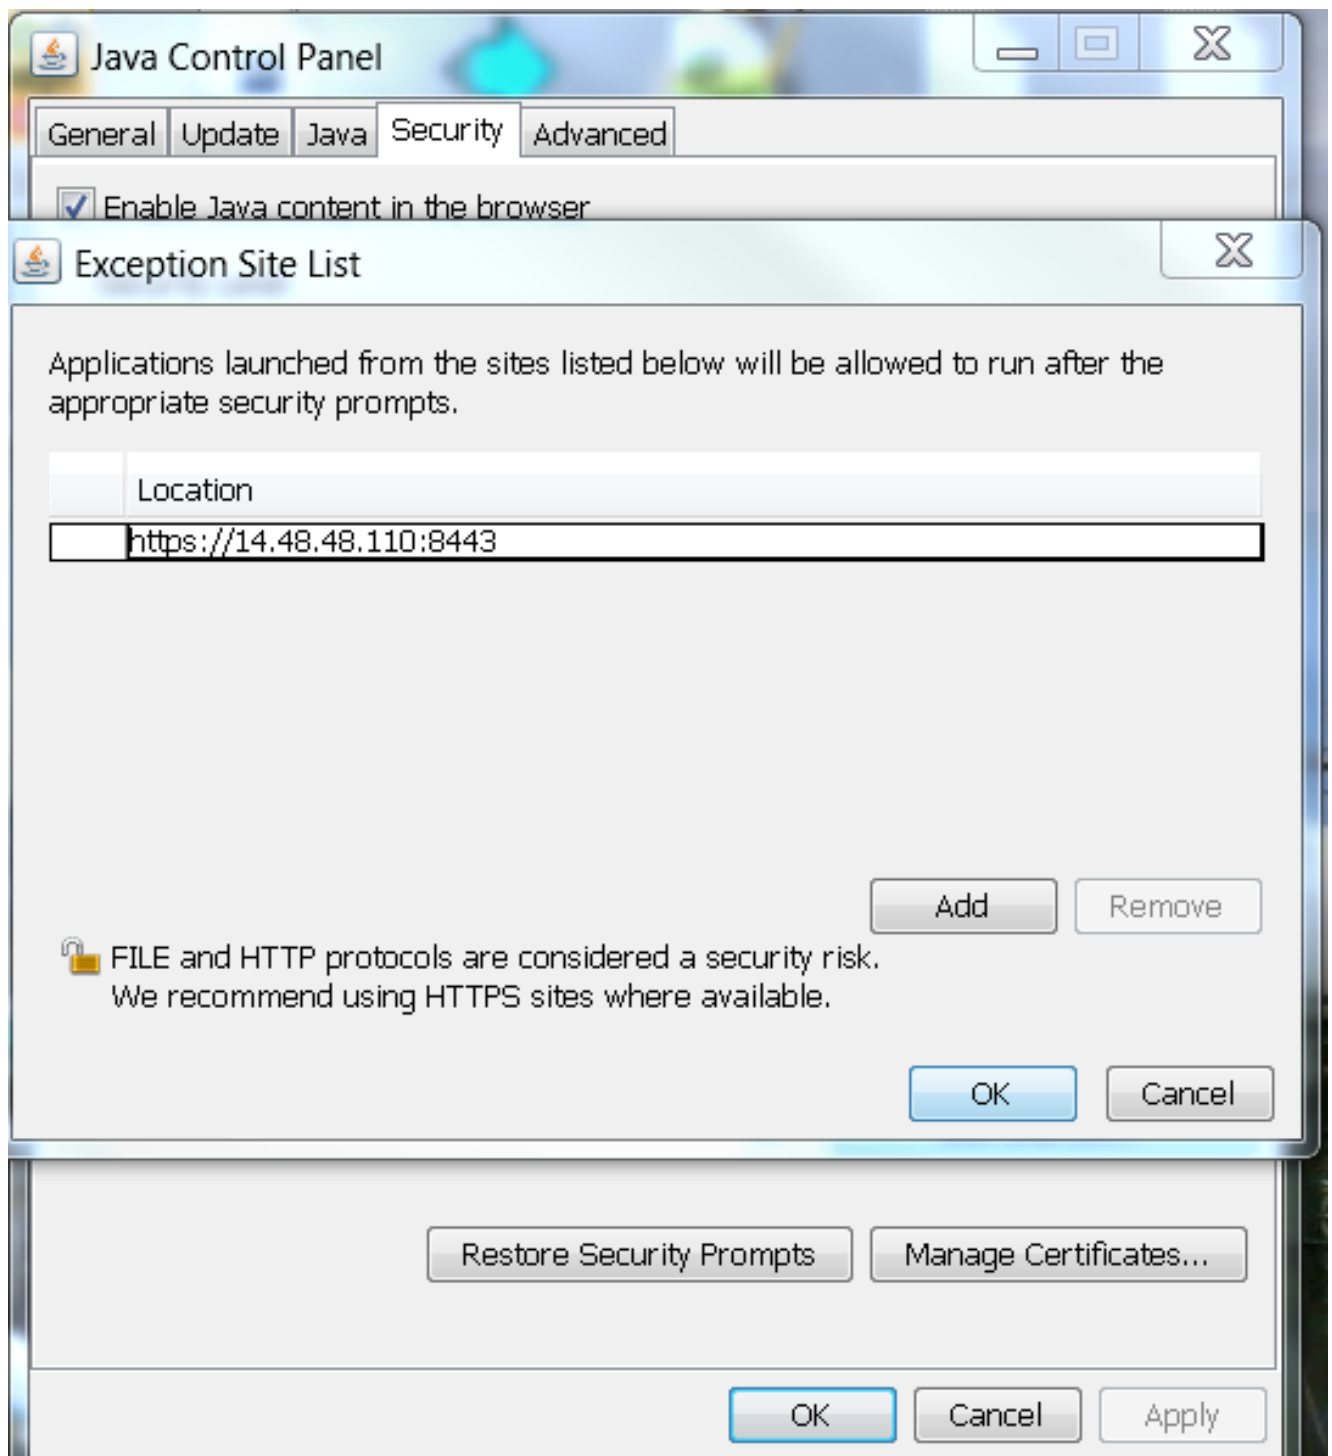 Java Control Panel
General Update Java Security Advanced
Enable Java content in the browser
Exception Site List
Applications launched from the sites listed below will be allowed to run after the
appropriate security prompts.
Location
https://14.48.48.110:8443
Add Remove
FILE and HTTP protocols are considered a security risk.
We recommend using HTTPS sites where available.
OK Cancel
Restore Security Prompts Manage Certificates...
OK Cancel Apply